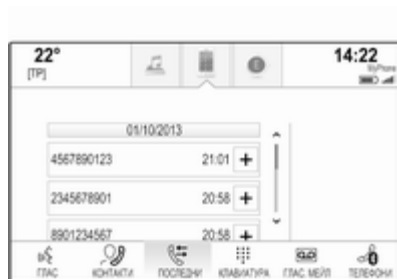 22° 14:22
[TP] MyPhone
01/10/2013
4567890123 21:01 +
2345678901 20:58 +
8901234567 20:58 +
ГЛАС КОНТАКТИ ПОСЛЕДНИ КЛАВИАТУРА ГЛАС. МЕЙЛ ТЕЛЕФОНИ